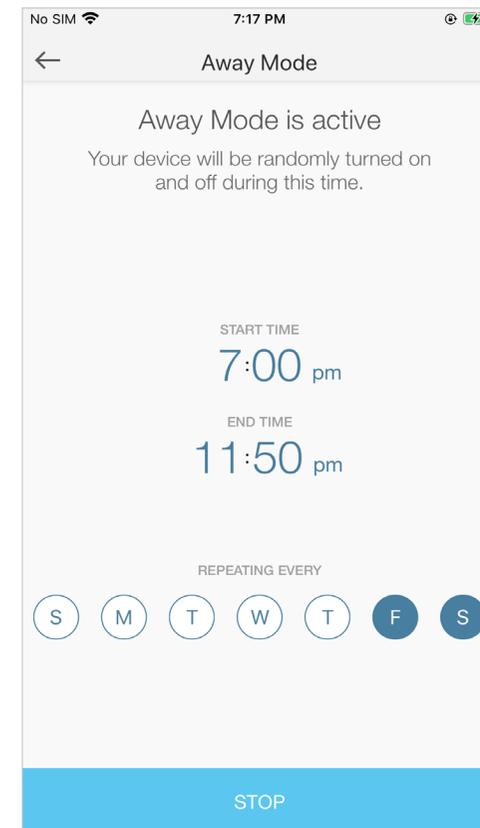 No SIM 7:17 PM
Away Mode
Away Mode is active
Your device will be randomly turned on
and off during this time.
START TIME
7:00 pm
END TIME
11:50 pm
REPEATING EVERY
S M T W T F S
STOP